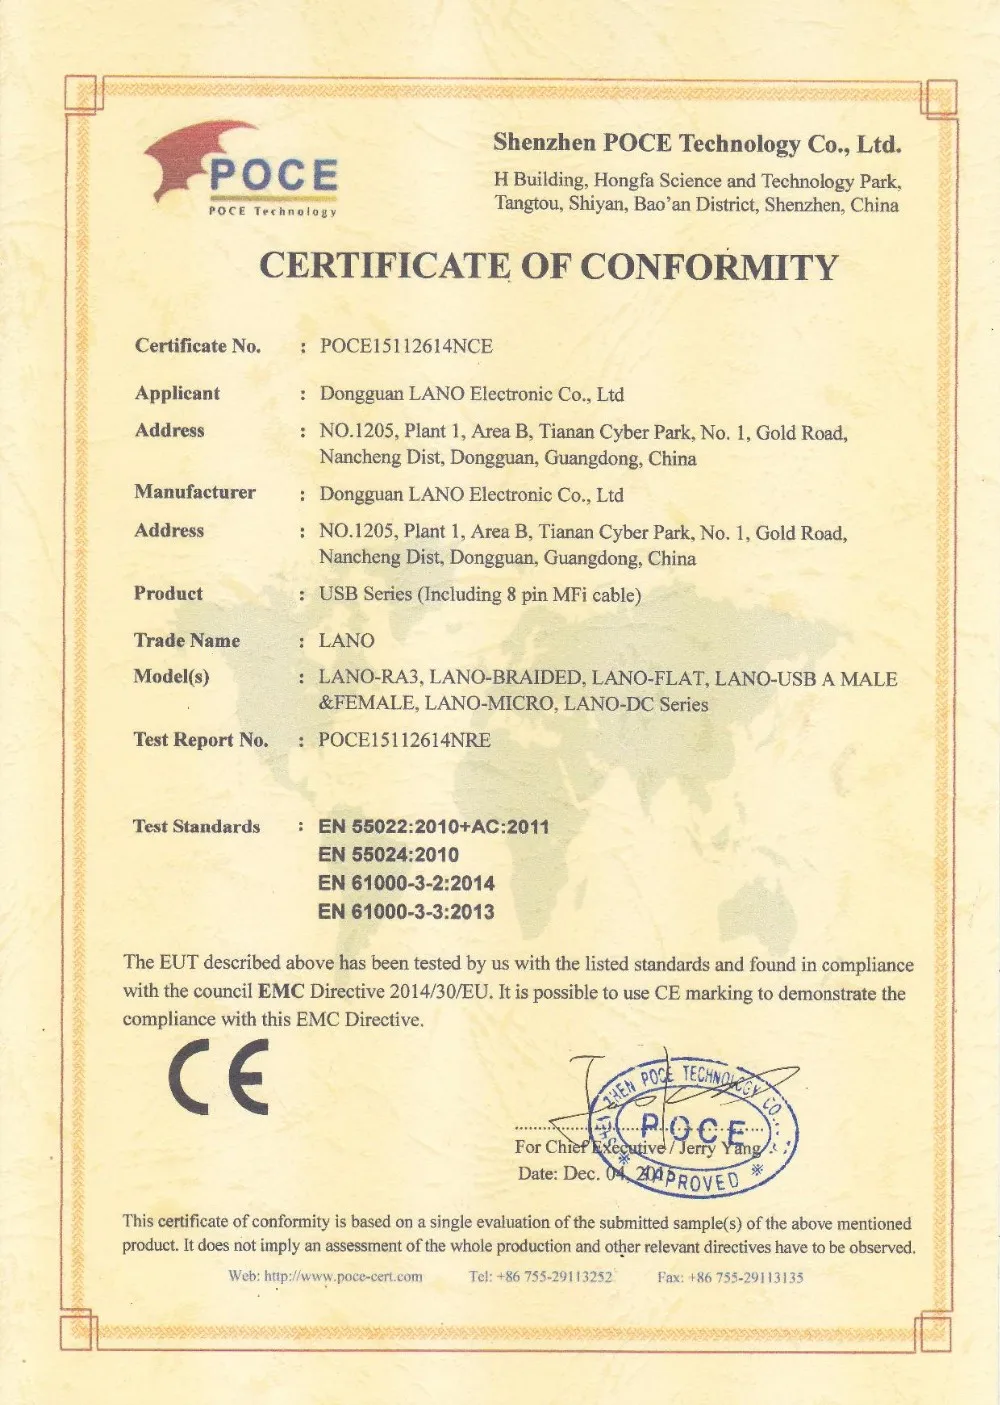 POCE
POCE Technology
Shenzhen POCE Technology Co., Ltd.
H Building, Hongfa Science and Technology Park,
Tangtou, Shiyan, Bao'an District, Shenzhen, China
CERTIFICATE OF CONFORMITY
Certificate No. : POCE15112614NCE
Applicant : Dongguan LANO Electronic Co., Ltd
Address : NO.1205, Plant 1, Area B, Tianan Cyber Park, No. 1, Gold Road,
Nancheng Dist, Dongguan, Guangdong, China
Manufacturer : Dongguan LANO Electronic Co., Ltd
Address : NO.1205, Plant 1, Area B, Tianan Cyber Park, No. 1, Gold Road,
Nancheng Dist, Dongguan, Guangdong, China
Product : USB Series (Including 8 pin MFi cable)
Trade Name : LANO
Model(s) : LANO-RA3, LANO-BRAIDED, LANO-FLAT, LANO-USB A MALE
&FEMALE, LANO-MICRO, LANO-DC Series
Test Report No. : POCE15112614NRE
Test Standards : EN 55022:2010+AC:2011
EN 55024:2010
EN 61000-3-2:2014
EN 61000-3-3:2013
The EUT described above has been tested by us with the listed standards and found in compliance
with the council EMC Directive 2014/30/EU. It is possible to use CE marking to demonstrate the
compliance with this EMC Directive.
CE
SHENZHEN POCE TECHNOLOGY CO.,
POCE
APPROVED
For Chief Executive / Jerry Yang
Date: Dec. 04, 2015
This certificate of conformity is based on a single evaluation of the submitted sample(s) of the above mentioned
product. It does not imply an assessment of the whole production and other relevant directives have to be observed.
Web: http://www.poce-cert.com Tel: +86 755-29113252 Fax: +86 755-29113135